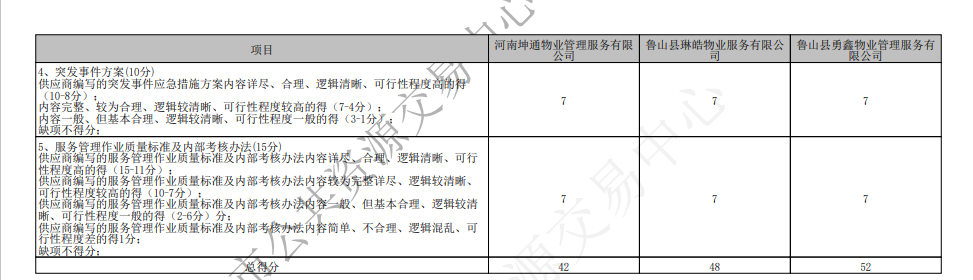 项目
河南坤通物业管理服务有限公司
鲁山县琳皓物业服务有限公司
鲁山县勇鑫物业管理服务有限公司
4、突发事件方案(10分)
供应商编写的突发事件应急措施方案内容详尽、合理、逻辑清晰、可行性程度高的得
（10-8分）；
内容完整、较为合理、逻辑较清晰、可行性程度较高的得（7-4分）；
内容一般、但基本合理、逻辑较清晰、可行性程度一般的得（3-1分）；
缺项不得分；
7
7
7
5、服务管理作业质量标准及内部考核办法(15分)
供应商编写的服务管理作业质量标准及内部考核办法内容详尽、合理、逻辑清晰、可行
性程度高的得（15-11分）；
供应商编写的服务管理作业质量标准及内部考核办法内容较为完整详尽、逻辑较清晰、
可行性程度较高的得（10-7分）；
供应商编写的服务管理作业质量标准及内部考核办法内容一般、但基本合理、逻辑较清
晰、可行性程度一般的得（2-6分）分；
供应商编写的服务管理作业质量标准及内部考核办法内容简单、不合理、逻辑混乱、可
行性程度差的得1分；
缺项不得分；
7
7
7
总得分
42
48
52
市公共资源交易中心
源交易中心